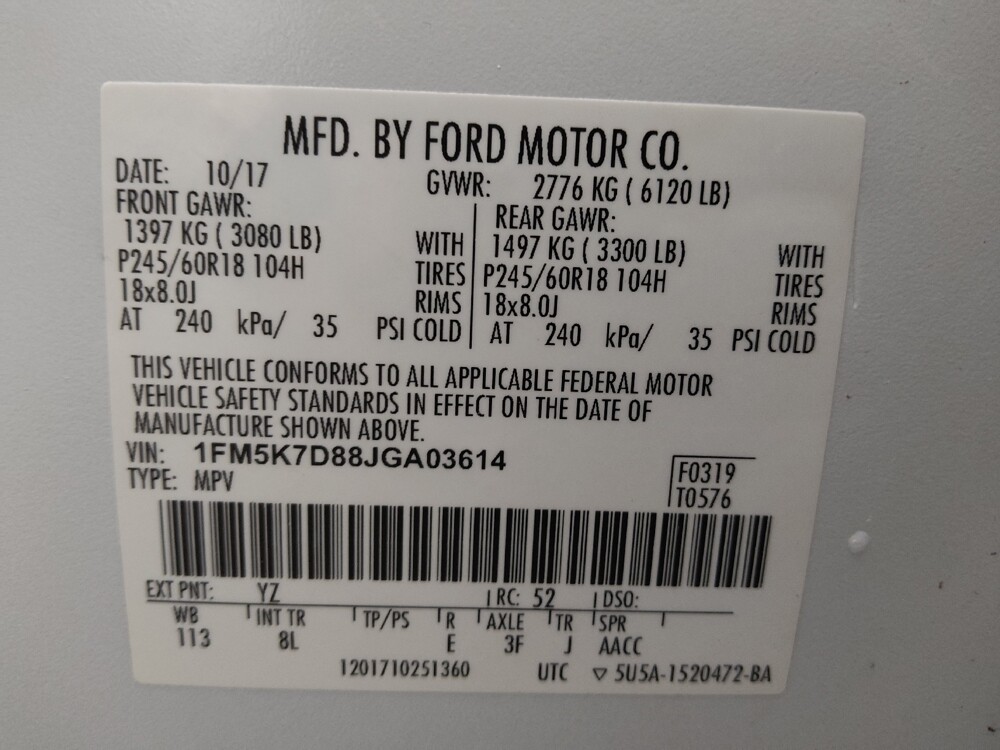 MFD. BY FORD MOTOR CO.
DATE: 10/17 GVWR: 2776 KG ( 6120 LB)
FRONT GAWR: REAR GAWR:
1397 KG ( 3080 LB) WITH 1497 KG ( 3300 LB) WITH
P245/60R18 104H TIRES P245/60R18 104H TIRES
18x8.0J RIMS 18x8.0J RIMS
AT 240 kPa/ 35 PSI COLD AT 240 kPa/ 35 PSI COLD
THIS VEHICLE CONFORMS TO ALL APPLICABLE FEDERAL MOTOR
VEHICLE SAFETY STANDARDS IN EFFECT ON THE DATE OF
MANUFACTURE SHOWN ABOVE.
VIN: 1FM5K7D88JGA03614 F0319
TYPE: MPV T0576
EXT PNT: YZ RC: 52 DSO:
WB INT TR TP/PS R AXLE TR SPR
113 8L E 3F J AACC
1201710251360 UTC ▽ 5U5A-1520472-BA